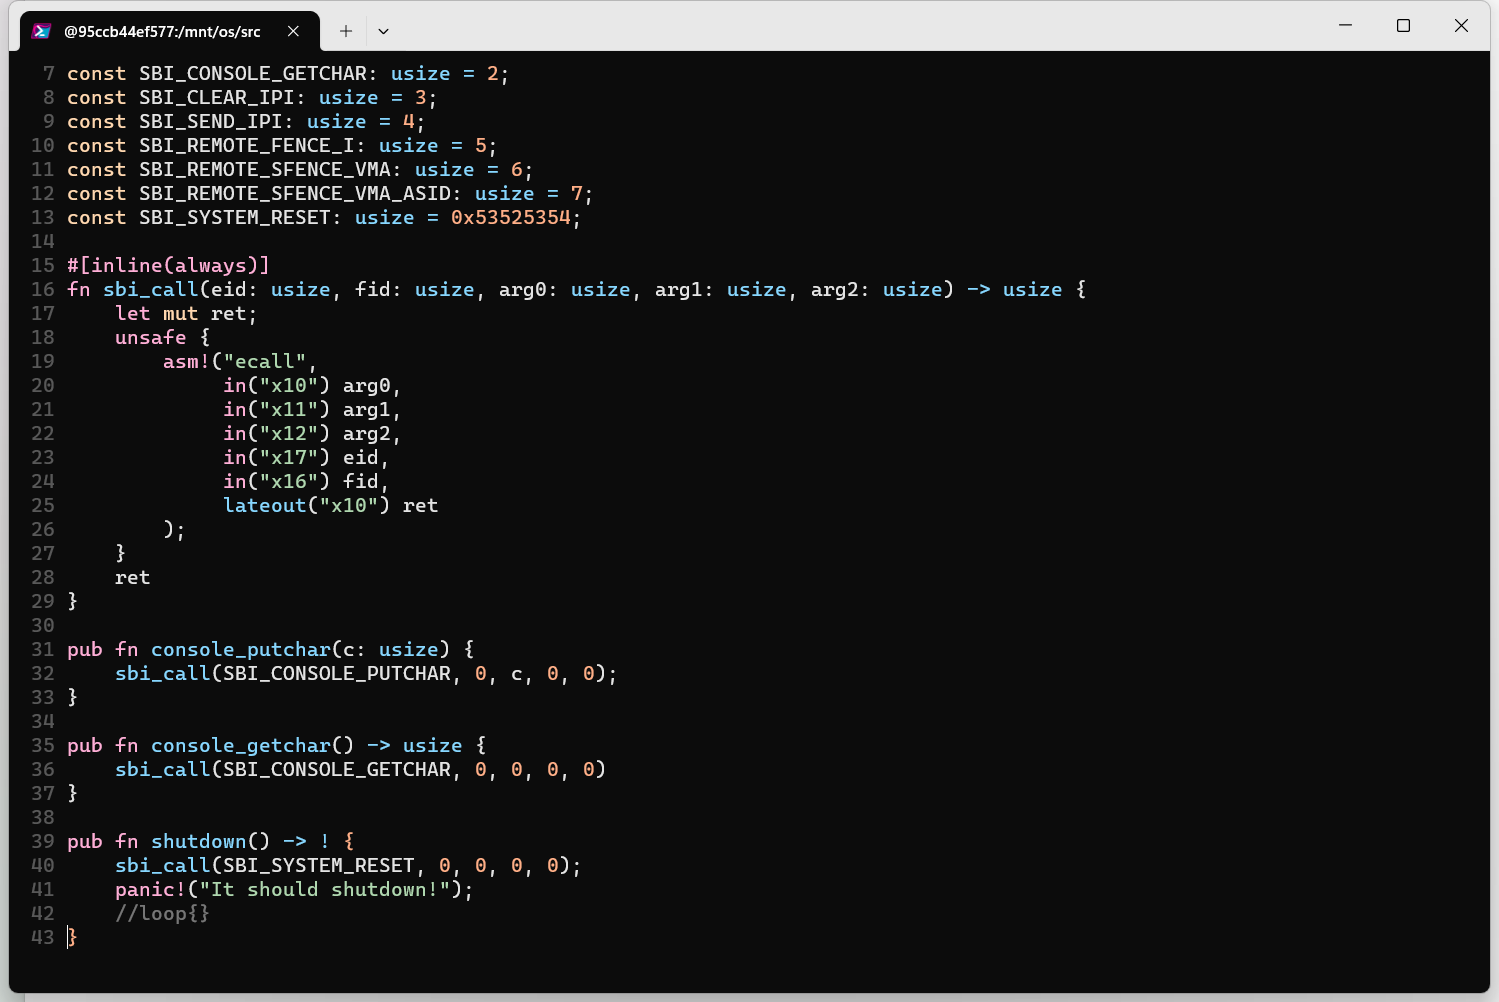 @95ccb44ef577:/mnt/os/src
7 const SBI_CONSOLE_GETCHAR: usize = 2;
8 const SBI_CLEAR_IPI: usize = 3;
9 const SBI_SEND_IPI: usize = 4;
10 const SBI_REMOTE_FENCE_I: usize = 5;
11 const SBI_REMOTE_SFENCE_VMA: usize = 6;
12 const SBI_REMOTE_SFENCE_VMA_ASID: usize = 7;
13 const SBI_SYSTEM_RESET: usize = 0x53525354;
14
15 #[inline(always)]
16 fn sbi_call(eid: usize, fid: usize, arg0: usize, arg1: usize, arg2: usize) -> usize {
17     let mut ret;
18     unsafe {
19         asm!("ecall",
20              in("x10") arg0,
21              in("x11") arg1,
22              in("x12") arg2,
23              in("x17") eid,
24              in("x16") fid,
25              lateout("x10") ret
26         );
27     }
28     ret
29 }
30
31 pub fn console_putchar(c: usize) {
32     sbi_call(SBI_CONSOLE_PUTCHAR, 0, c, 0, 0);
33 }
34
35 pub fn console_getchar() -> usize {
36     sbi_call(SBI_CONSOLE_GETCHAR, 0, 0, 0, 0)
37 }
38
39 pub fn shutdown() -> ! {
40     sbi_call(SBI_SYSTEM_RESET, 0, 0, 0, 0);
41     panic!("It should shutdown!");
42     //loop{}
43 }